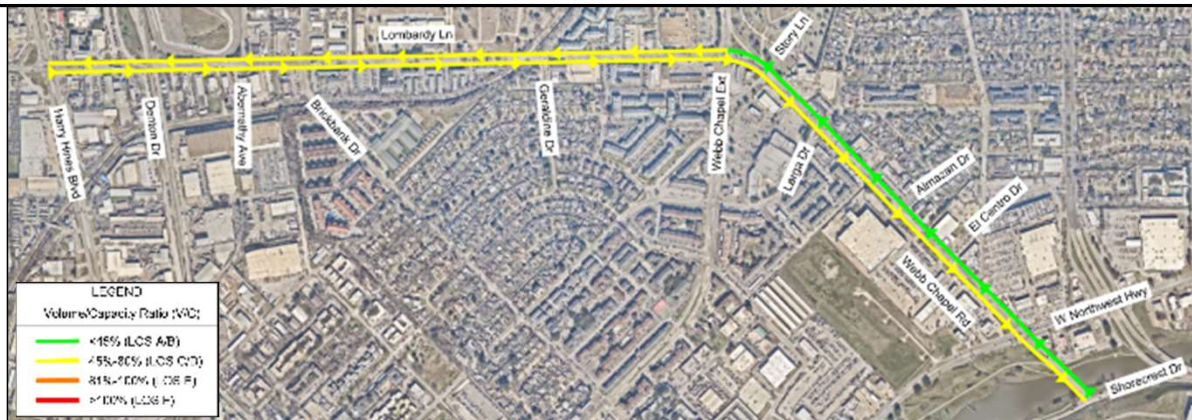 Lombardy Ln
Story Ln
Harry Hines Blvd
Denton Dr
Abernathy Ave
Brickbank Dr
Geraldine Dr
Webb Chapel Ext
Larga Dr
Almazan Dr
El Centro Dr
Webb Chapel Rd
W Northwest Hwy
Shorecrest Dr
LEGEND
Volume/Capacity Ratio (V/C)
<45% (LOS A/B)
45%-80% (LOS C/D)
81%-100% (LOS E)
>100% (LOS F)